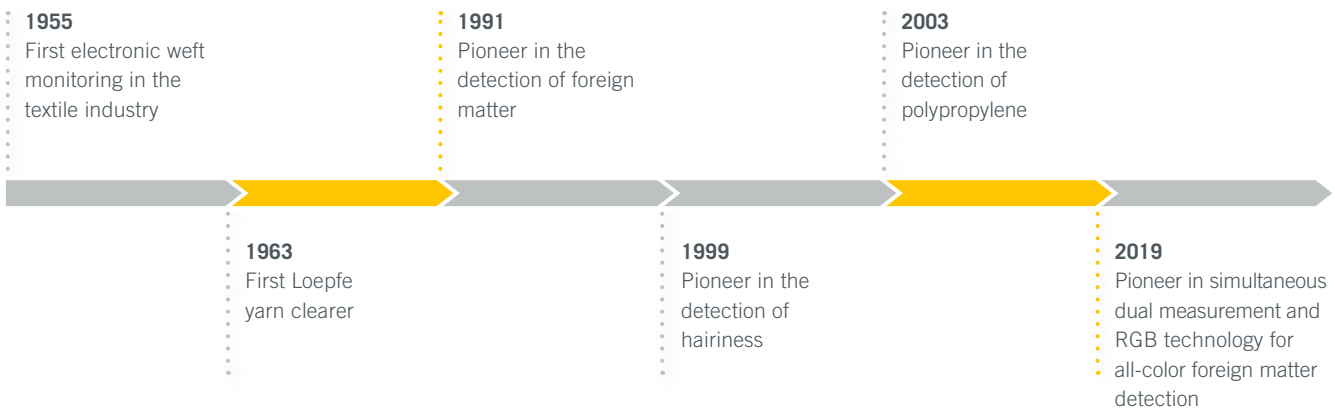 1955
First electronic weft
monitoring in the
textile industry
1991
Pioneer in the
detection of foreign
matter
2003
Pioneer in the
detection of
polypropylene
1963
First Loepfe
yarn clearer
1999
Pioneer in the
detection of
hairiness
2019
Pioneer in simultaneous
dual measurement and
RGB technology for
all-color foreign matter
detection